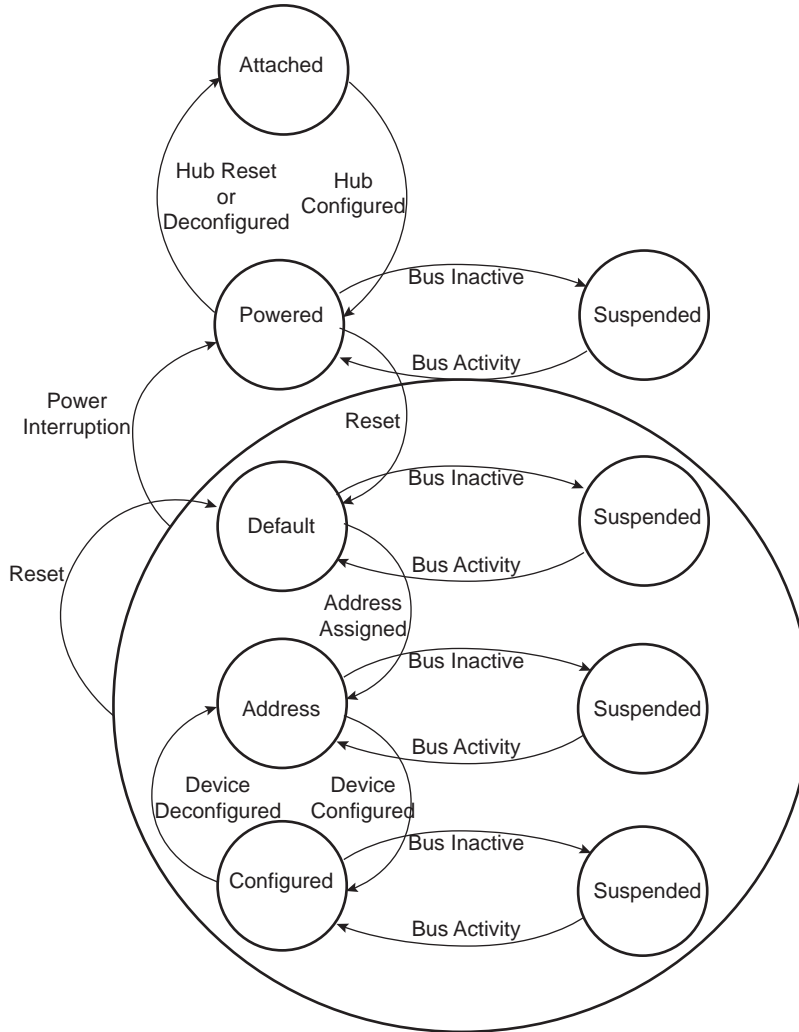 Attached
Hub Reset
or
Deconfigured
Hub
Configured
Bus Inactive
Powered
Suspended
Bus Activity
Power
Interruption
Reset
Bus Inactive
Default
Suspended
Bus Activity
Reset
Address
Assigned
Bus Inactive
Address
Suspended
Bus Activity
Device
Deconfigured
Device
Configured
Bus Inactive
Configured
Suspended
Bus Activity